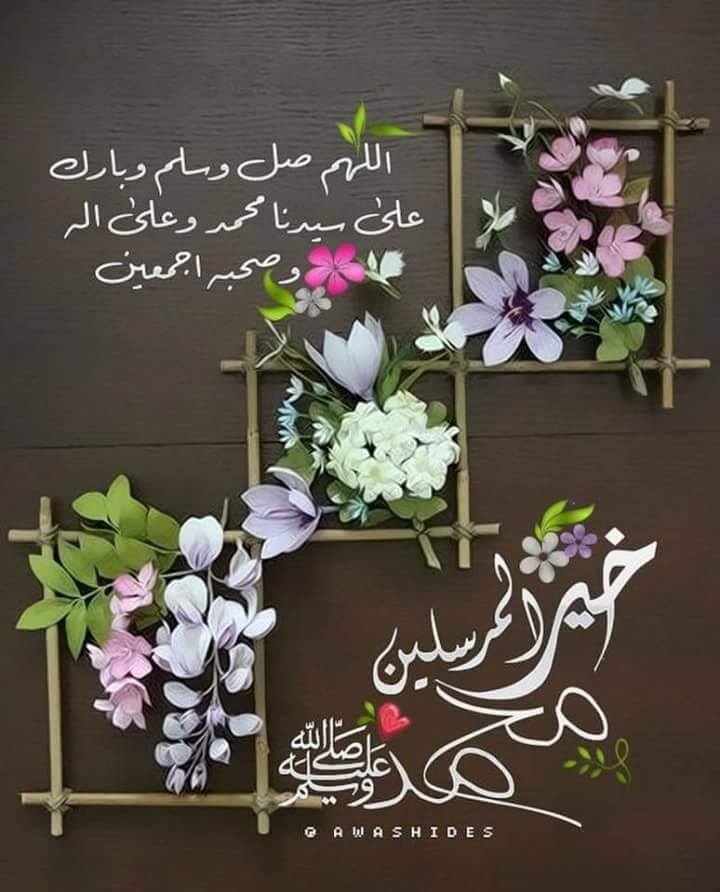 اللهم صل وسلم وبارك
علىٰ سيدنا محمد وعلىٰ اله
وصحبه اجمعين
خير المرسلين
محمد
صلى الله عليه وسلم
@ AWASHIDES